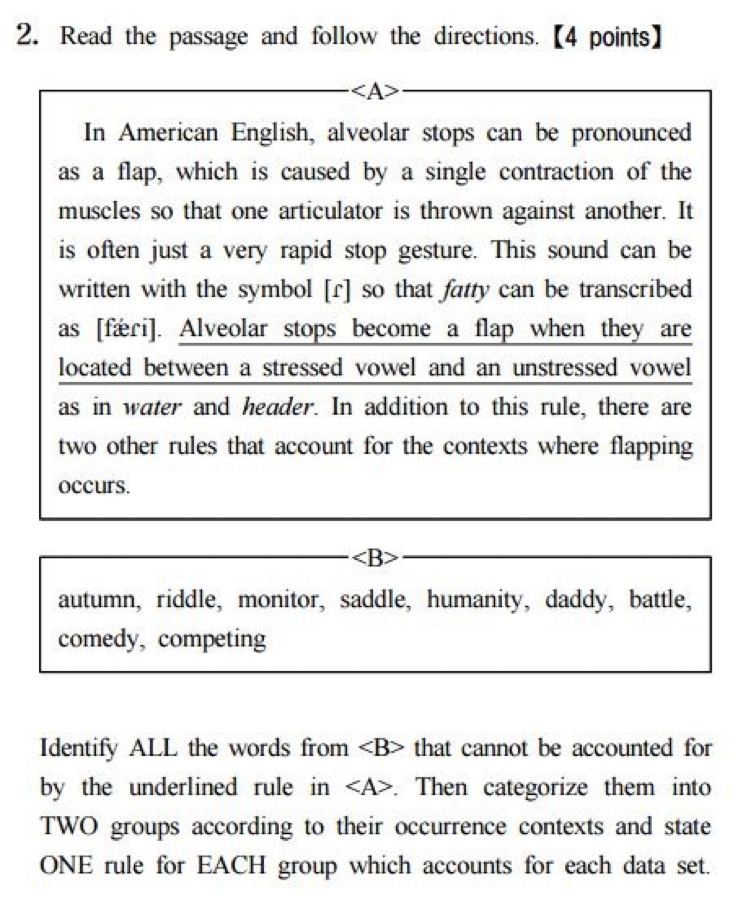 2. Read the passage and follow the directions. 【4 points】
<A>
In American English, alveolar stops can be pronounced
as a flap, which is caused by a single contraction of the
muscles so that one articulator is thrown against another. It
is often just a very rapid stop gesture. This sound can be
written with the symbol [ɾ] so that fatty can be transcribed
as [fǽɾi]. Alveolar stops become a flap when they are
located between a stressed vowel and an unstressed vowel
as in water and header. In addition to this rule, there are
two other rules that account for the contexts where flapping
occurs.
<B>
autumn, riddle, monitor, saddle, humanity, daddy, battle,
comedy, competing
Identify ALL the words from <B> that cannot be accounted for
by the underlined rule in <A>. Then categorize them into
TWO groups according to their occurrence contexts and state
ONE rule for EACH group which accounts for each data set.